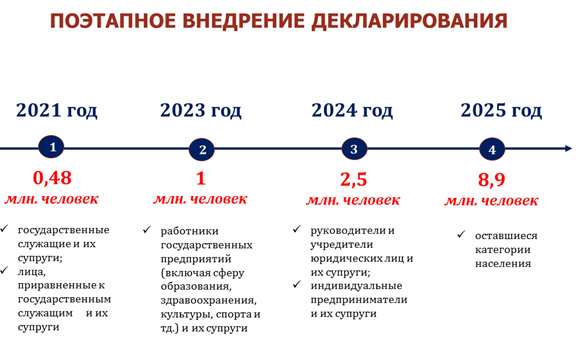 ПОЭТАПНОЕ ВНЕДРЕНИЕ ДЕКЛАРИРОВАНИЯ
2021 год
1
0,48
млн. человек
государственные
служащие и их
супруги;
лица,
приравненные к
государственным
служащим и их
супруги
2023 год
2
1
млн. человек
работники
государственных
предприятий
(включая сферу
образования,
здравоохранения,
культуры, спорта и
тд.) и их супруги
2024 год
3
2,5
млн. человек
руководители и
учредители
юридических лиц и
их супруги;
индивидуальные
предприниматели
и их супруги
2025 год
4
8,9
млн. человек
оставшиеся
категории
населения